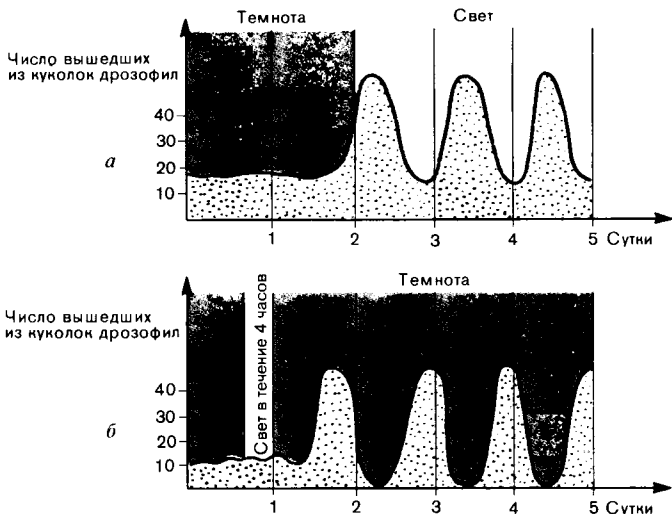 Темнота Свет
Число вышедших
из куколок дрозофил
40
30
а
20
10
1 2 3 4 5 Сутки
Темнота
Число вышедших
из куколок дрозофил
Свет в течение 4 часов
40
30
б
20
10
1 2 3 4 5 Сутки